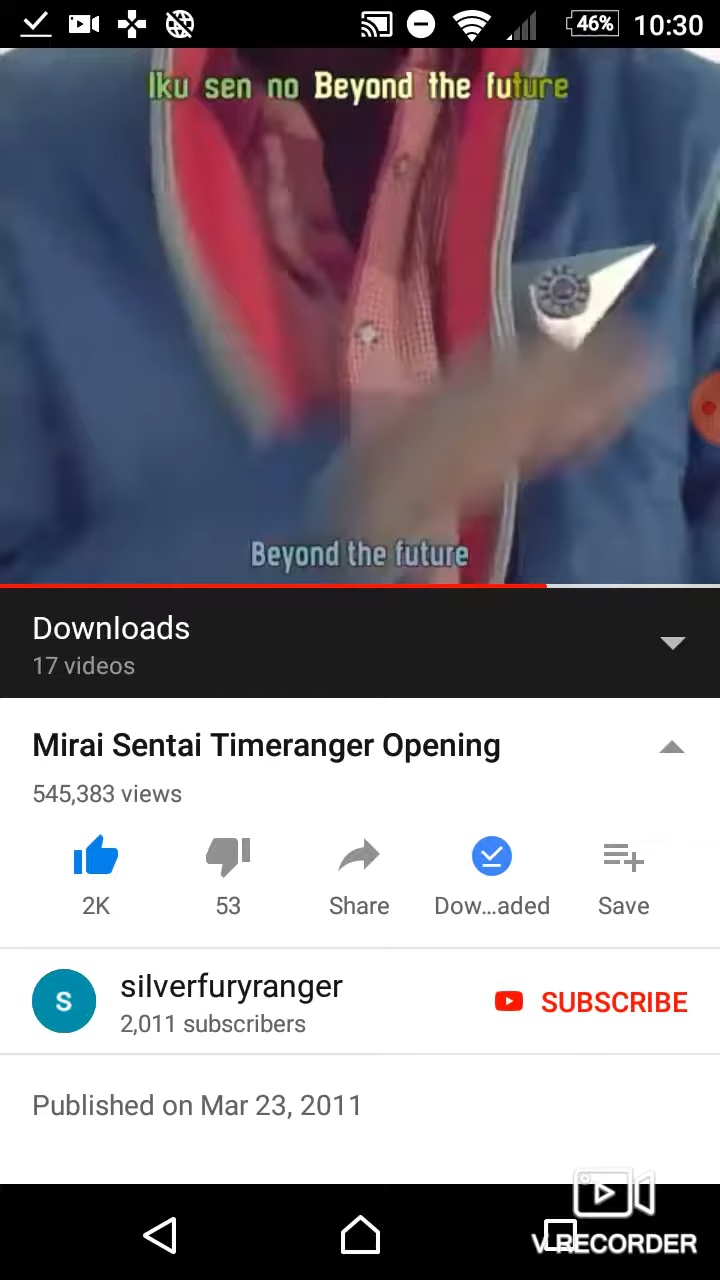 46% 10:30
Iku sen no Beyond the future
Beyond the future
Downloads
17 videos
Mirai Sentai Timeranger Opening
545,383 views
2K 53 Share Dow...aded Save
S silverfuryranger SUBSCRIBE
2,011 subscribers
Published on Mar 23, 2011
V RECORDER